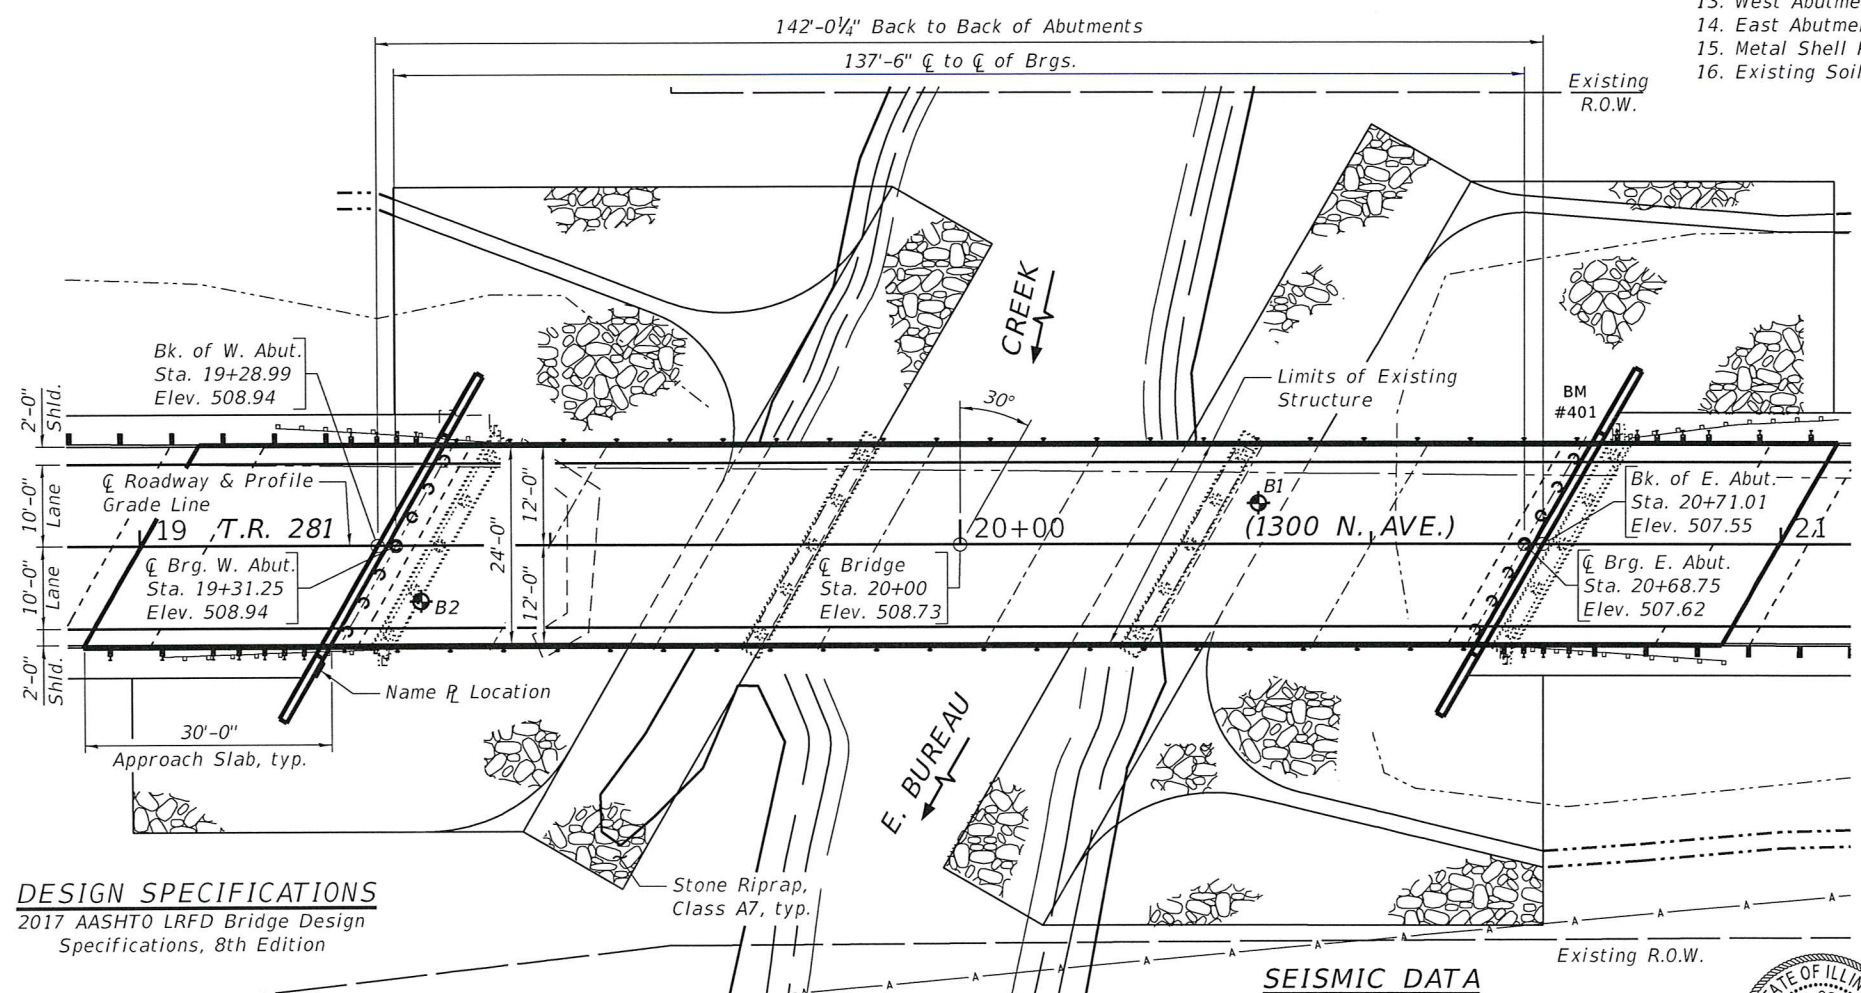 142'-0¼" Back to Back of Abutments
137'-6" ℄ to ℄ of Brgs.
14. East
15. Metal Shell
16. Existing Soil
Existing
R.O.W.
CREEK
Bk. of W. Abut.
Sta. 19+28.99
Elev. 508.94
30°
Limits of Existing
Structure
BM
#401
2'-0"
Shld.
℄ Roadway & Profile
Grade Line
10'-0"
Lane
19
T.R. 281
12'-0"
24'-0"
B1
20+00
(1300 N. AVE.)
Bk. of E. Abut.
Sta. 20+71.01
Elev. 507.55
21
℄ Brg. W. Abut.
Sta. 19+31.25
Elev. 508.94
10'-0"
Lane
B2
12'-0"
℄ Bridge
Sta. 20+00
Elev. 508.73
℄ Brg. E. Abut.
Sta. 20+68.75
Elev. 507.62
2'-0"
Shld.
Name ⅊ Location
30'-0"
Approach Slab, typ.
E. BUREAU
Stone Riprap,
Class A7, typ.
DESIGN SPECIFICATIONS
2017 AASHTO LRFD Bridge Design
Specifications, 8th Edition
A A A A A A A A
Existing R.O.W.
SEISMIC DATA
OF